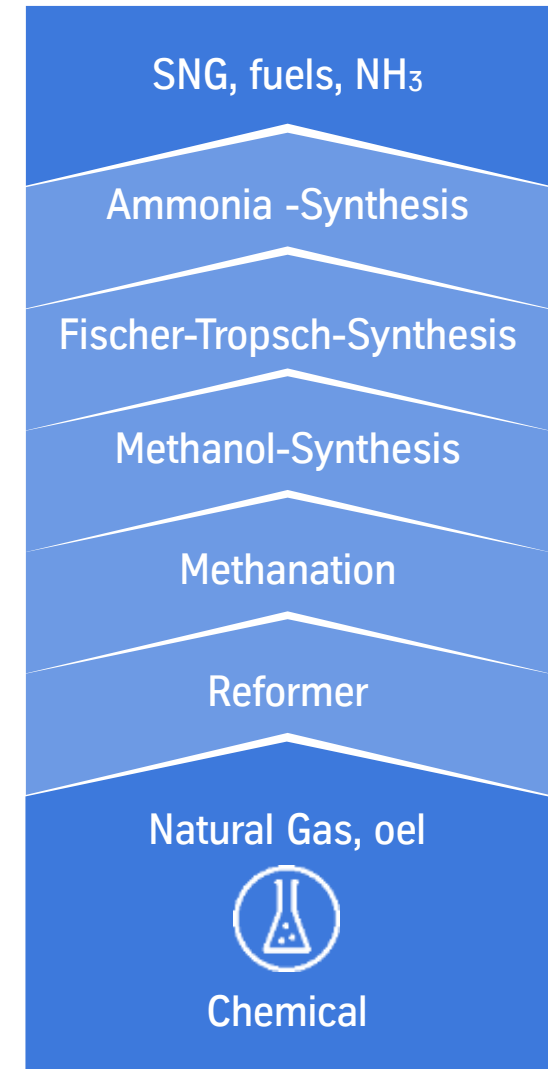 SNG, fuels, NH₃
Ammonia -Synthesis
Fischer-Tropsch-Synthesis
Methanol-Synthesis
Methanation
Reformer
Natural Gas, oel
Chemical